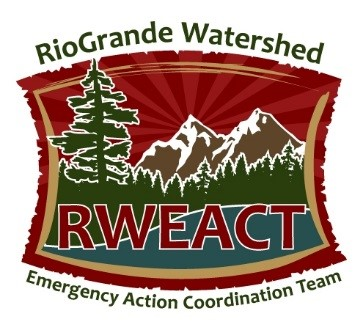 RioGrande Watershed
RWEACT
Emergency Action Coordination Team